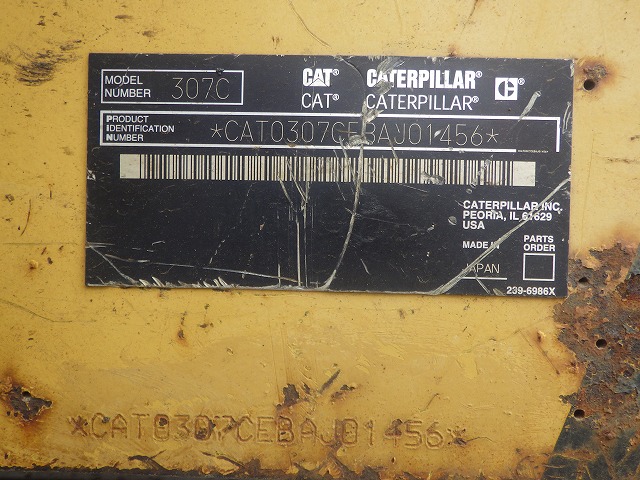 MODEL NUMBER 307C
CAT® CATERPILLAR®
CAT® CATERPILLAR®
PRODUCT IDENTIFICATION NUMBER *CAT0307CEBAJ01456*
CATERPILLAR INC.
PEORIA, IL 61629
USA
MADE IN JAPAN
PARTS ORDER
239-6986X
*CAT0307CEBAJ01456*